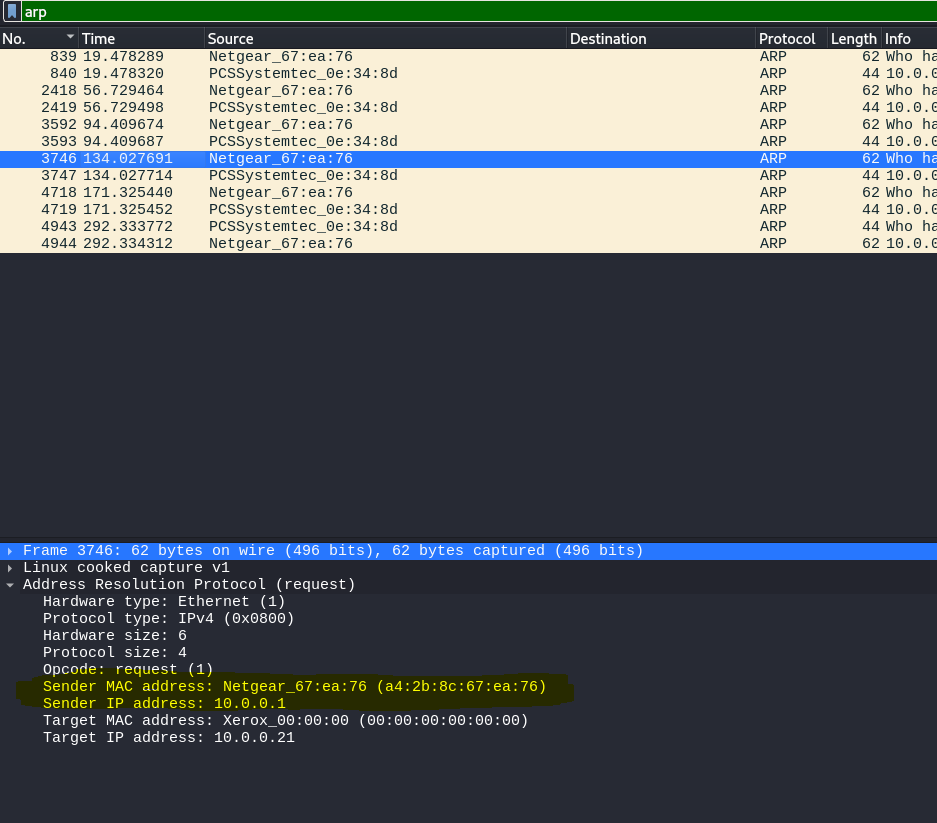 arp
No. Time Source Destination Protocol Length Info
839 19.478289 Netgear_67:ea:76 ARP 62 Who ha
840 19.478320 PCSSystemtec_0e:34:8d ARP 44 10.0.0
2418 56.729464 Netgear_67:ea:76 ARP 62 Who ha
2419 56.729498 PCSSystemtec_0e:34:8d ARP 44 10.0.0
3592 94.409674 Netgear_67:ea:76 ARP 62 Who ha
3593 94.409687 PCSSystemtec_0e:34:8d ARP 44 10.0.0
3746 134.027691 Netgear_67:ea:76 ARP 62 Who ha
3747 134.027714 PCSSystemtec_0e:34:8d ARP 44 10.0.0
4718 171.325440 Netgear_67:ea:76 ARP 62 Who ha
4719 171.325452 PCSSystemtec_0e:34:8d ARP 44 10.0.0
4943 292.333772 PCSSystemtec_0e:34:8d ARP 44 Who ha
4944 292.334312 Netgear_67:ea:76 ARP 62 10.0.0
Frame 3746: 62 bytes on wire (496 bits), 62 bytes captured (496 bits)
Linux cooked capture v1
Address Resolution Protocol (request)
Hardware type: Ethernet (1)
Protocol type: IPv4 (0x0800)
Hardware size: 6
Protocol size: 4
Opcode: request (1)
Sender MAC address: Netgear_67:ea:76 (a4:2b:8c:67:ea:76)
Sender IP address: 10.0.0.1
Target MAC address: Xerox_00:00:00 (00:00:00:00:00:00)
Target IP address: 10.0.0.21